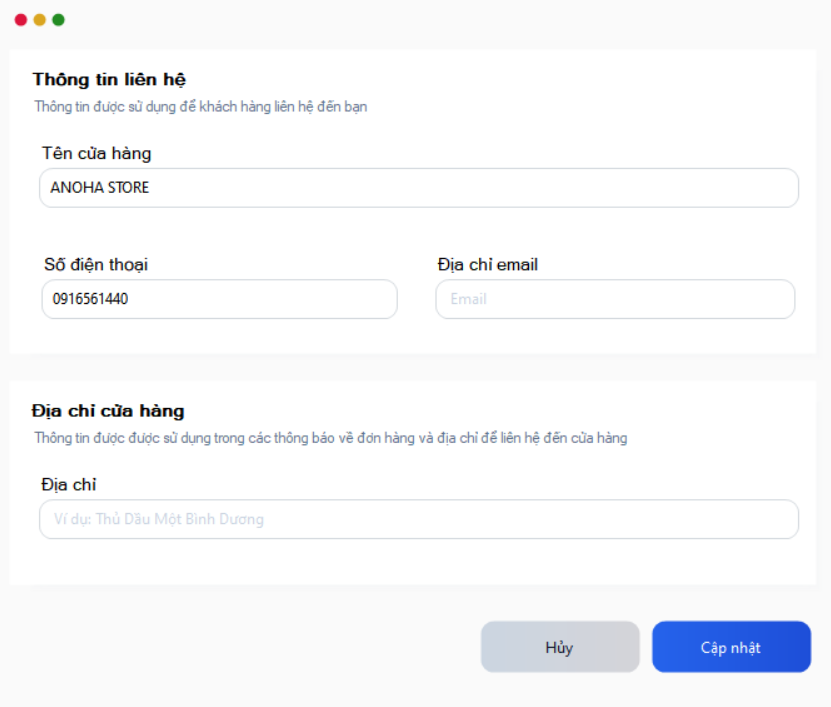 Thông tin liên hệ
Thông tin được sử dụng để khách hàng liên hệ đến bạn
Tên cửa hàng
ANOHA STORE
Số điện thoại
Địa chỉ email
0916561440
Email
Địa chỉ cửa hàng
Thông tin được được sử dụng trong các thông báo về đơn hàng và địa chỉ để liên hệ đến cửa hàng
Địa chỉ
Ví dụ: Thủ Dầu Một Bình Dương
Hủy
Cập nhật